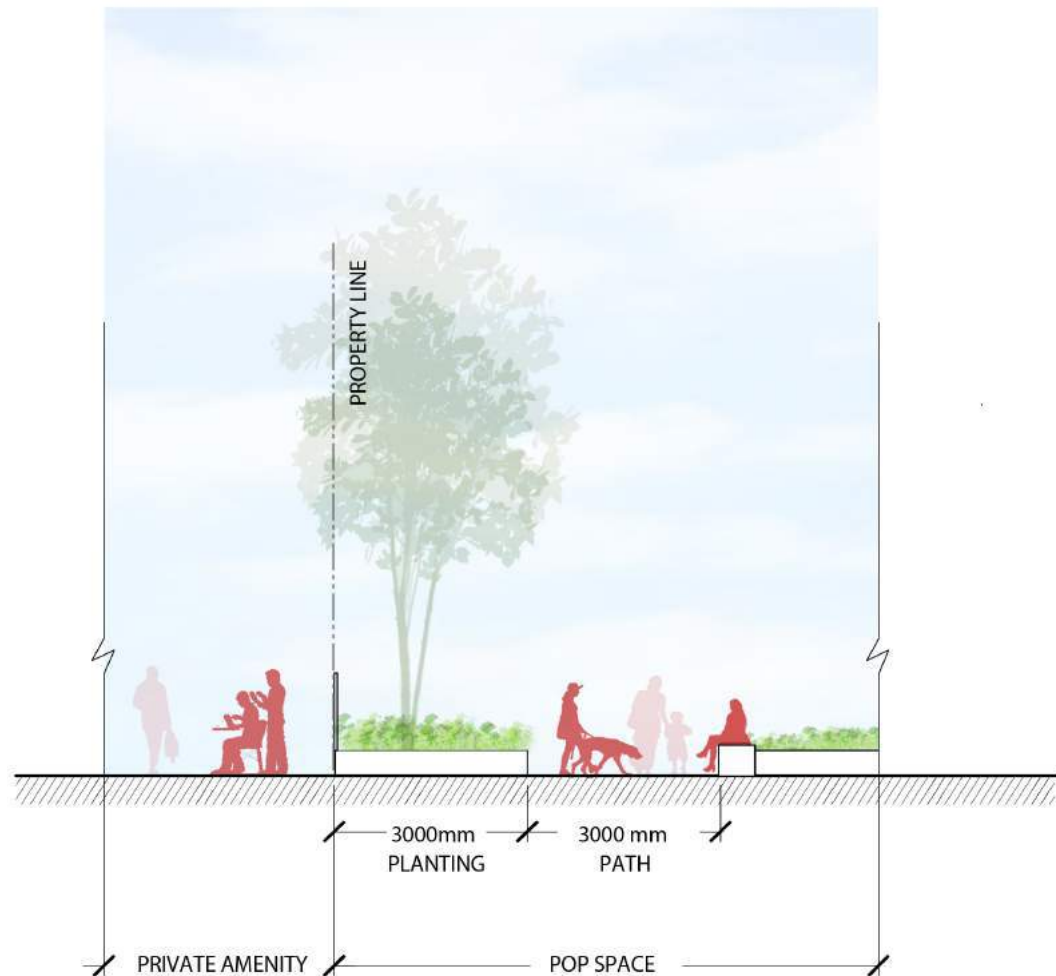 PROPERTY LINE
3000mm
PLANTING
3000 mm
PATH
PRIVATE AMENITY
POP SPACE